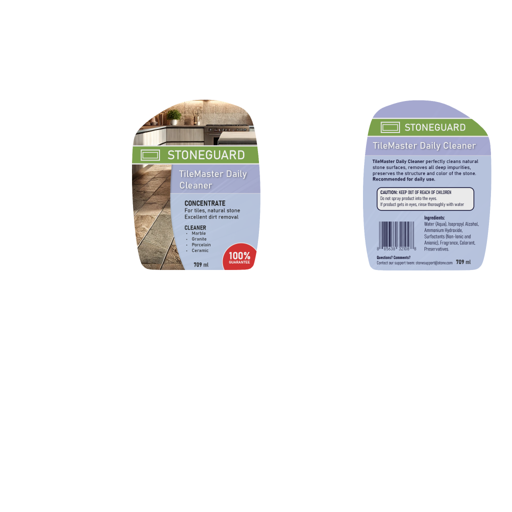 STONEGUARD
TileMaster Daily
Cleaner
CONCENTRATE
For tiles, natural stone
Excellent dirt removal
CLEANER
- Marble
- Granite
- Porcelain
- Ceramic
100%
GUARANTEE
709 ml
STONEGUARD
TileMaster Daily Cleaner
TileMaster Daily Cleaner perfectly cleans natural
stone surfaces, removes all deep impurities,
preserves the structure and color of the stone.
Recommended for daily use.
CAUTION: KEEP OUT OF REACH OF CHILDREN
Do not spray product into the eyes.
If product gets in eyes, rinse thoroughly with water
Ingredients:
Water (Aqua), Isopropyl Alcohol,
Ammonium Hydroxide,
Surfactants (Non-Ionic and
Anionic), Fragrance, Colorant,
Preservatives.
Questions? Comments?
Contact our support team:
709 ml